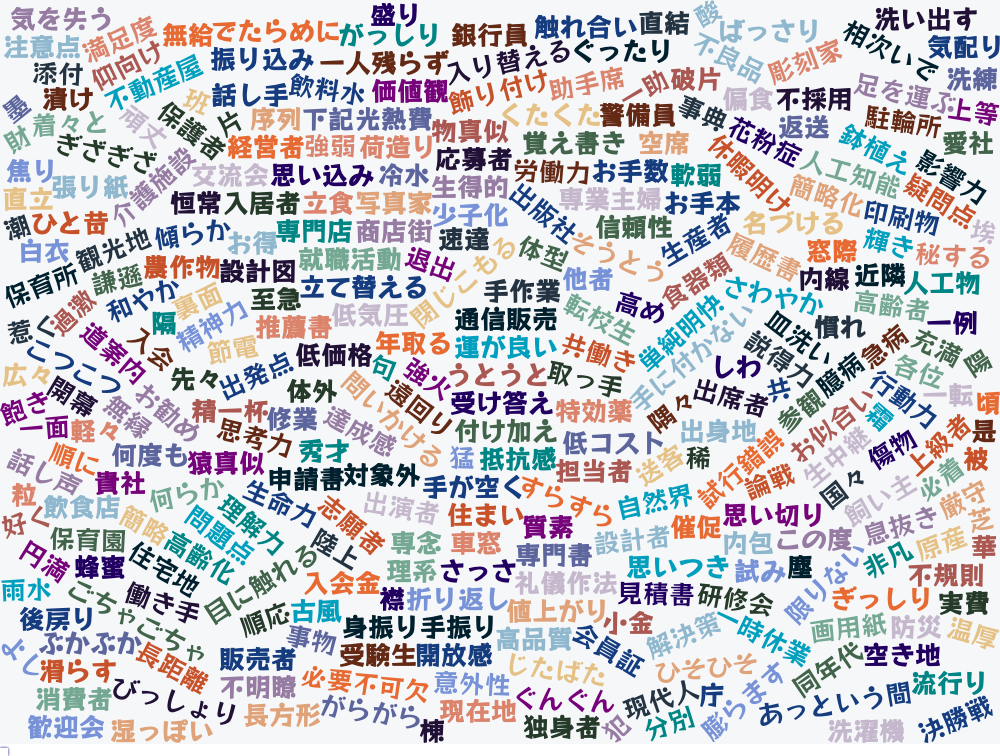 気を失う
盛り
触れ合い
直結
酸
ばっさり
洗い出す
注意点
満足度
無給
でたらめに
がっしり
銀行員
不良品
彫刻家
相次いで
気配り
添付
仰向け
不動産屋
振り込み
一人残らず
入り替える
ぐったり
足を運ぶ
洗練
墨
漬け
班
話し手
飲料水
価値観
飾り付け
助手席
一助
破片
偏食
不採用
上等
財
着々と
頑丈
保護者
片
序列
下記
光熱費
物真似
くたくた
警備員
事典
花粉症
返送
鉢植え
駐輪所
愛社
ぎざぎざ
経営者
強弱
荷造り
覚え書き
空席
休暇明け
影響力
焦り
張り紙
介護施設
交流会
思い込み
冷水
応募者
労働力
お手数
軟弱
人工知能
疑問点
直立
生得的
出版社
専業主婦
お手本
簡略化
印刷物
潮
ひと昔
恒常
入居者
立食
写真家
少子化
信頼性
生産者
名づける
埃
白衣
観光地
傾らか
お得
専門店
商店街
速達
体型
そうとう
履歴書
窓際
輝き
秘する
保育所
謙遜
農作物
設計図
就職活動
退出
閉じこもる
他者
食器類
内線
近隣
人工物
惹く
過激
和やか
裏面
至急
立て替える
手作業
転校生
高め
単純明快
さわやか
高齢者
隔
精神力
推薦書
低気圧
通信販売
皿洗い
慣れ
一例
こつこつ
道案内
入会
節電
低価格
年取る
運が良い
共働き
手に付かない
説得力
急病
充満
陽
広々
先々
出発点
句
強火
うとうと
取っ手
しわ
共
臆病
各位
飽き
開幕
お勧め
体外
問いかける
遠回り
受け答え
特効薬
隅々
出席者
参観
お似合い
行動力
一転
頃
一面
軽々
無縁
精一杯
修業
達成感
付け加え
低コスト
出身地
霜
傷物
上級者
是
順に
何度も
思考力
秀才
猛
抵抗感
送客
稀
試行錯誤
生中継
話し声
貴社
猿真似
申請書
対象外
担当者
論戦
国々
必着
被
粒
飲食店
簡略
何らか
生命力
出演者
手が空く
すらすら
自然界
思い切り
飼い主
厳守
好く
保育園
問題点
理解力
志願者
住まい
質素
催促
息抜き
芝
円満
高齢化
陸上
専念
車窓
専門書
設計者
内包
この度
原産
華
蜂蜜
住宅地
目に触れる
理系
さっさ
思いつき
試み
塵
限りない
非凡
不規則
雨水
ごちゃごちゃ
働き手
入会金
礼儀作法
見積書
研修会
ぎっしり
実費
後戻り
順応
古風
襟
折り返し
値上がり
小金
一時休業
画用紙
防災
温厚
よく
ぶかぶか
事物
身振り手振り
高品質
会員証
解決策
滑らす
長距離
販売者
受験生
開放感
じたばた
ひそひそ
同年代
空き地
消費者
びっしょり
不明瞭
必要不可欠
意外性
ぐんぐん
現代人
庁
膨らます
あっという間
流行り
歓迎会
湿っぽい
長方形
がらがら
棟
現在地
独身者
犯
分別
洗濯機
決勝戦